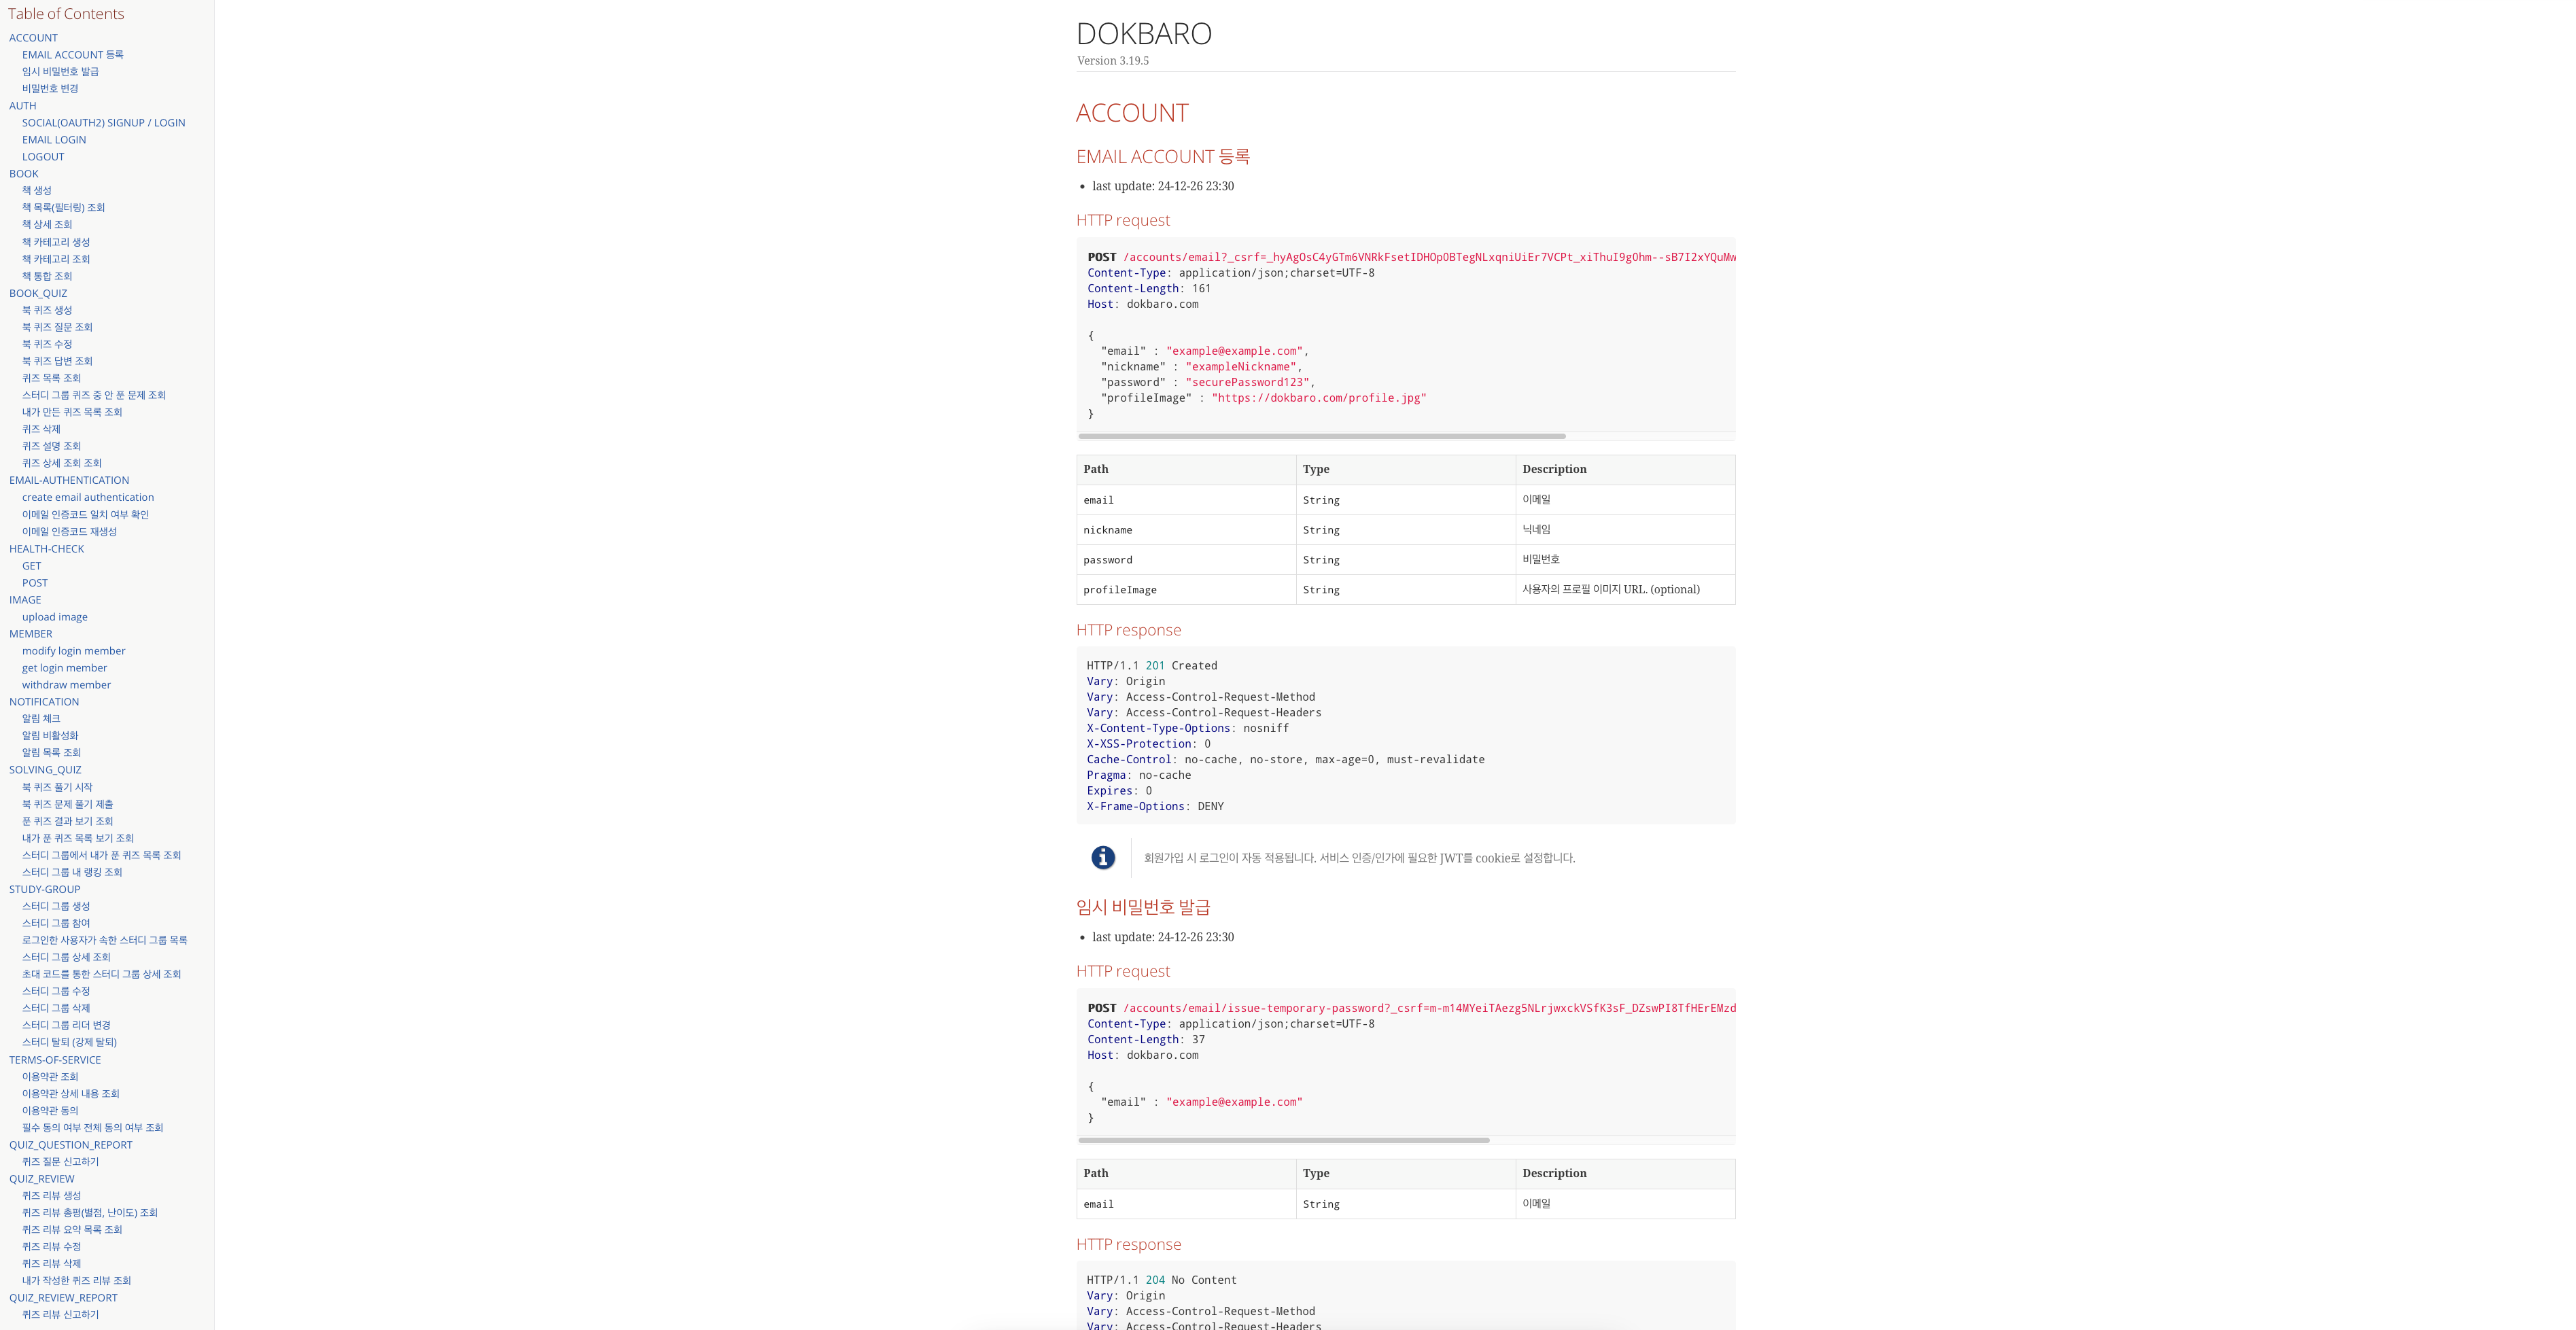 Table of Contents
ACCOUNT
EMAIL ACCOUNT 등록
임시 비밀번호 발급
비밀번호 변경
AUTH
SOCIAL(OAUTH2) SIGNUP / LOGIN
EMAIL LOGIN
LOGOUT
BOOK
책 생성
책 목록(필터링) 조회
책 상세 조회
책 카테고리 생성
책 카테고리 조회
책 통합 조회
BOOK_QUIZ
북 퀴즈 생성
북 퀴즈 질문 조회
북 퀴즈 수정
북 퀴즈 답변 조회
퀴즈 목록 조회
스터디 그룹 퀴즈 중 안 푼 문제 조회
내가 만든 퀴즈 목록 조회
퀴즈 삭제
퀴즈 설명 조회
퀴즈 상세 조회 조회
EMAIL-AUTHENTICATION
create email authentication
이메일 인증코드 일치 여부 확인
이메일 인증코드 재생성
HEALTH-CHECK
GET
POST
IMAGE
upload image
MEMBER
modify login member
get login member
withdraw member
NOTIFICATION
알림 체크
알림 비활성화
알림 목록 조회
SOLVING_QUIZ
북 퀴즈 풀기 시작
북 퀴즈 문제 풀기 제출
푼 퀴즈 결과 보기 조회
내가 푼 퀴즈 목록 보기 조회
스터디 그룹에서 내가 푼 퀴즈 목록 조회
스터디 그룹 내 랭킹 조회
STUDY-GROUP
스터디 그룹 생성
스터디 그룹 참여
로그인한 사용자가 속한 스터디 그룹 목록
스터디 그룹 상세 조회
초대 코드를 통한 스터디 그룹 상세 조회
스터디 그룹 수정
스터디 그룹 삭제
스터디 그룹 리더 변경
스터디 탈퇴 (강제 탈퇴)
TERMS-OF-SERVICE
이용약관 조회
이용약관 상세 내용 조회
이용약관 동의
필수 동의 여부 전체 동의 여부 조회
QUIZ_QUESTION_REPORT
퀴즈 질문 신고하기
QUIZ_REVIEW
퀴즈 리뷰 생성
퀴즈 리뷰 총평(별점, 난이도) 조회
퀴즈 리뷰 요약 목록 조회
퀴즈 리뷰 수정
퀴즈 리뷰 삭제
내가 작성한 퀴즈 리뷰 조회
QUIZ_REVIEW_REPORT
퀴즈 리뷰 신고하기
DOKBARO
Version 3.19.5
ACCOUNT
EMAIL ACCOUNT 등록
• last update: 24-12-26 23:30
HTTP request
POST /accounts/email?_csrf=_hyAgOsC4yGTm6VNRkFsetIDHOp0BTegNLxqniUiEr7VCPt_xiThuI9g0hm--sB7I2xYQuMw
Content-Type: application/json;charset=UTF-8
Content-Length: 161
Host: dokbaro.com
{
"email" : "example@example.com",
"nickname" : "exampleNickname",
"password" : "securePassword123",
"profileImage" : "https://dokbaro.com/profile.jpg"
}
Path Type Description
email String 이메일
nickname String 닉네임
password String 비밀번호
profileImage String 사용자의 프로필 이미지 URL. (optional)
HTTP response
HTTP/1.1 201 Created
Vary: Origin
Vary: Access-Control-Request-Method
Vary: Access-Control-Request-Headers
X-Content-Type-Options: nosniff
X-XSS-Protection: 0
Cache-Control: no-cache, no-store, max-age=0, must-revalidate
Pragma: no-cache
Expires: 0
X-Frame-Options: DENY
회원가입 시 로그인이 자동 적용됩니다. 서비스 인증/인가에 필요한 JWT를 cookie로 설정합니다.
임시 비밀번호 발급
• last update: 24-12-26 23:30
HTTP request
POST /accounts/email/issue-temporary-password?_csrf=m-m14MYeiTAezg5NLrjwxckVSfK3sF_DZswPI8TfHErEMzd
Content-Type: application/json;charset=UTF-8
Content-Length: 37
Host: dokbaro.com
{
"email" : "example@example.com"
}
Path Type Description
email String 이메일
HTTP response
HTTP/1.1 204 No Content
Vary: Origin
Vary: Access-Control-Request-Method
Vary: Access-Control-Request-Headers